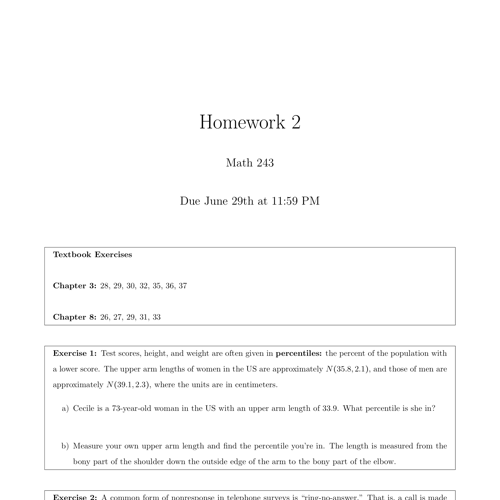 Homework 2
Math 243
Due June 29th at 11:59 PM
Textbook Exercises
Chapter 3: 28, 29, 30, 32, 35, 36, 37
Chapter 8: 26, 27, 29, 31, 33
Exercise 1: Test scores, height, and weight are often given in percentiles: the percent of the population with
a lower score. The upper arm lengths of women in the US are approximately N(35.8, 2.1), and those of men are
approximately N(39.1, 2.3), where the units are in centimeters.
a) Cecile is a 73-year-old woman in the US with an upper arm length of 33.9. What percentile is she in?
b) Measure your own upper arm length and find the percentile you're in. The length is measured from the
bony part of the shoulder down the outside edge of the arm to the bony part of the elbow.
Exercise 2: A common form of nonresponse in telephone surveys is "ring-no-answer." That is, a call is made